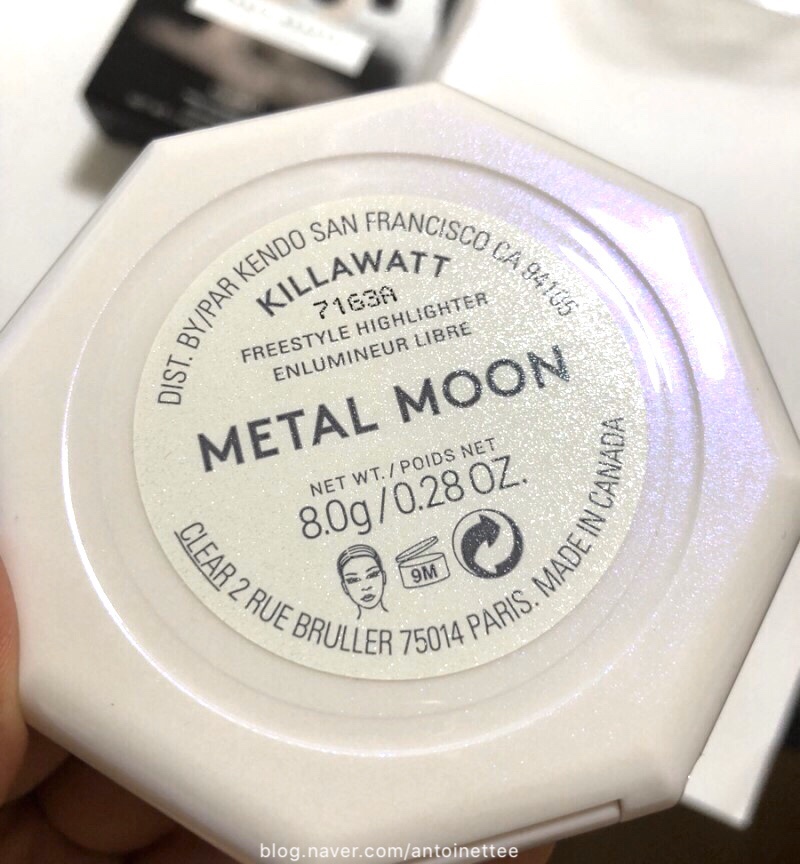 DIST. BY/PAR KENDO SAN FRANCISCO CA 94105
KILLAWATT
7163A
FREESTYLE HIGHLIGHTER
ENLUMINEUR LIBRE
METAL MOON
NET WT. / POIDS NET
8.0g/0.28 OZ.
9M
CLEAR 2 RUE BRULLER 75014 PARIS. MADE IN CANADA
blog.naver.com/antoinettee